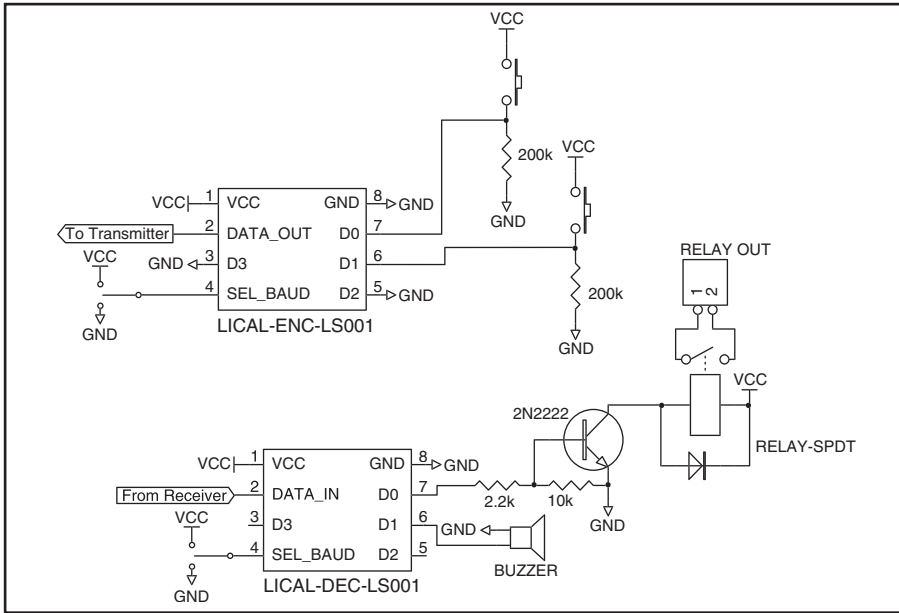 VCC
VCC
200k
GND
VCC 1 VCC GND 8 GND
To Transmitter 2 DATA_OUT D0 7
VCC
GND 3 D3 D1 6
4 SEL_BAUD D2 5 GND
GND
LICAL-ENC-LS001
200k
GND
RELAY OUT
1 2
VCC
2N2222
RELAY-SPDT
VCC 1 VCC GND 8 GND
From Receiver 2 DATA_IN D0 7
2.2k
10k
GND
VCC
3 D3 D1 6
GND
4 SEL_BAUD D2 5
BUZZER
GND
LICAL-DEC-LS001